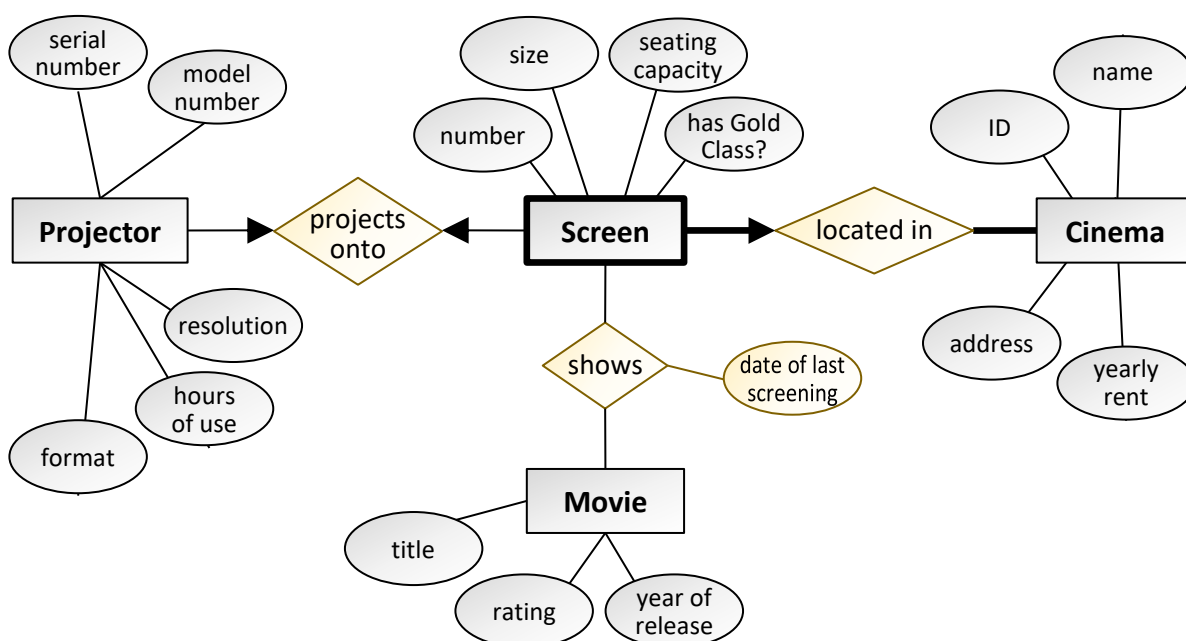 serial
number
model
number
Projector
resolution
hours
of use
format
projects
onto
size
seating
capacity
number
has Gold
Class?
Screen
located in
name
ID
Cinema
address
yearly
rent
shows
date of last
screening
Movie
title
rating
year of
release